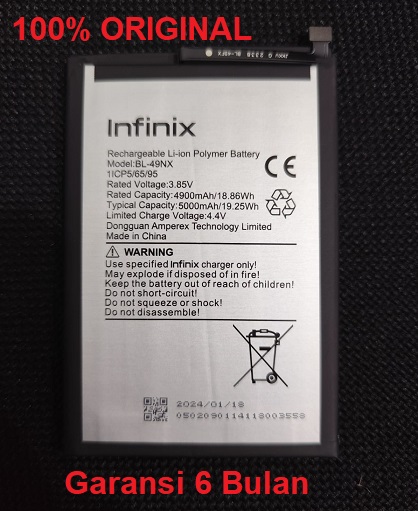 100% ORIGINAL
BL-49NX
Infinix
Rechargeable Li-ion Polymer Battery
Model:BL-49NX
1ICP5/65/95
Rated Voltage:3.85V
Rated Capacity:4900mAh/18.86Wh
Typical Capacity:5000mAh/19.25Wh
Limited Charge Voltage:4.4V
Dongguan Amperex Technology Limited
Made in China
CE
WARNING
Use specified Infinix charger only!
May explode if disposed of in fire!
Keep the battery out of reach of children!
Do not short-circuit!
Do not squeeze or shock!
Do not disassemble!
2024/01/18
0502090114118003558
Garansi 6 Bulan